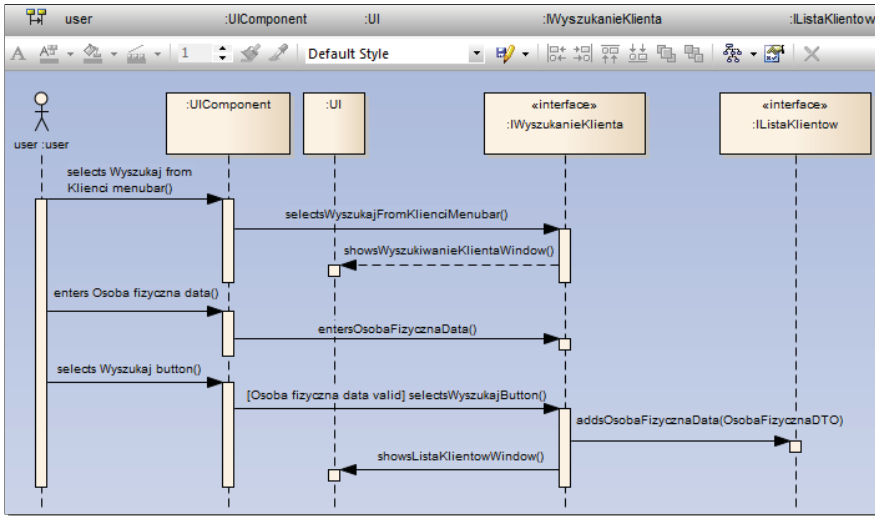 user :UIComponent :UI :IWyszukanieKlienta :IListaKlientow
A 1 Default Style
:UIComponent :UI «interface» «interface»
:IWyszukanieKlienta :IListaKlientow
user :user
selects Wyszukaj from
Klienci menubar()
selectsWyszukajFromKlienciMenubar()
showsWyszukiwanieKlientaWindow()
enters Osoba fizyczna data()
entersOsobaFizycznaData()
selects Wyszukaj button()
[Osoba fizyczna data valid] selectsWyszukajButton()
addsOsobaFizycznaData(OsobaFizycznaDTO)
showsListaKlientowWindow()